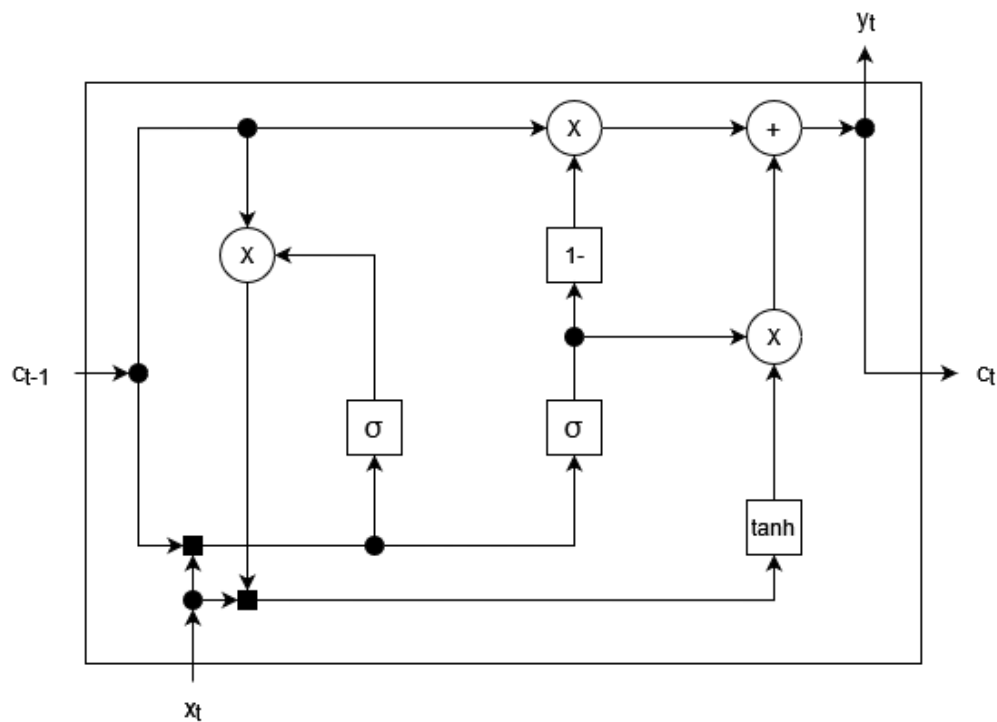 yt
X
+
X
1-
X
ct-1
ct
σ
σ
tanh
xt